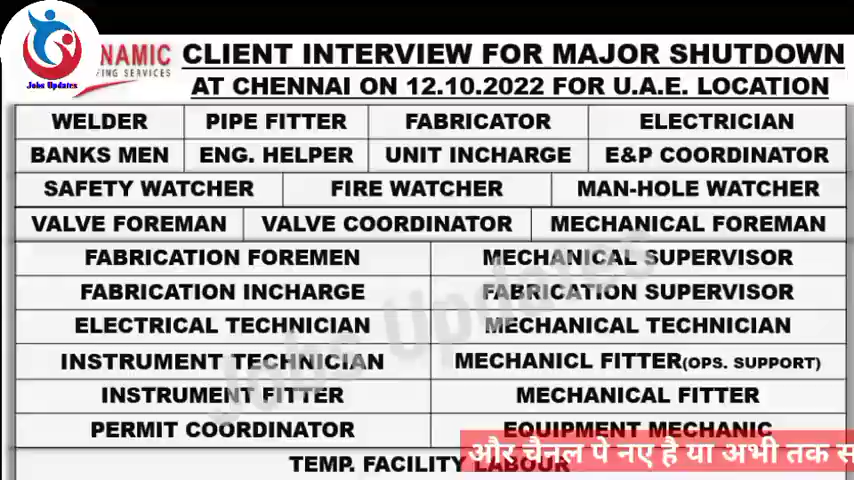 NAMIC
CLIENT INTERVIEW FOR MAJOR SHUTDOWN
SERVICES
Jobs Updates
AT CHENNAI ON 12.10.2022 FOR U.A.E. LOCATION
WELDER PIPE FITTER FABRICATOR ELECTRICIAN
BANKS MEN ENG. HELPER UNIT INCHARGE E&P COORDINATOR
SAFETY WATCHER FIRE WATCHER MAN-HOLE WATCHER
VALVE FOREMAN VALVE COORDINATOR MECHANICAL FOREMAN
FABRICATION FOREMEN MECHANICAL SUPERVISOR
FABRICATION INCHARGE FABRICATION SUPERVISOR
ELECTRICAL TECHNICIAN MECHANICAL TECHNICIAN
INSTRUMENT TECHNICIAN MECHANICL FITTER(OPS. SUPPORT)
INSTRUMENT FITTER MECHANICAL FITTER
PERMIT COORDINATOR EQUIPMENT MECHANIC
TEMP. FACILITY LABOUR
Jobs Updates
और चैनल पे नए है या अभी तक स